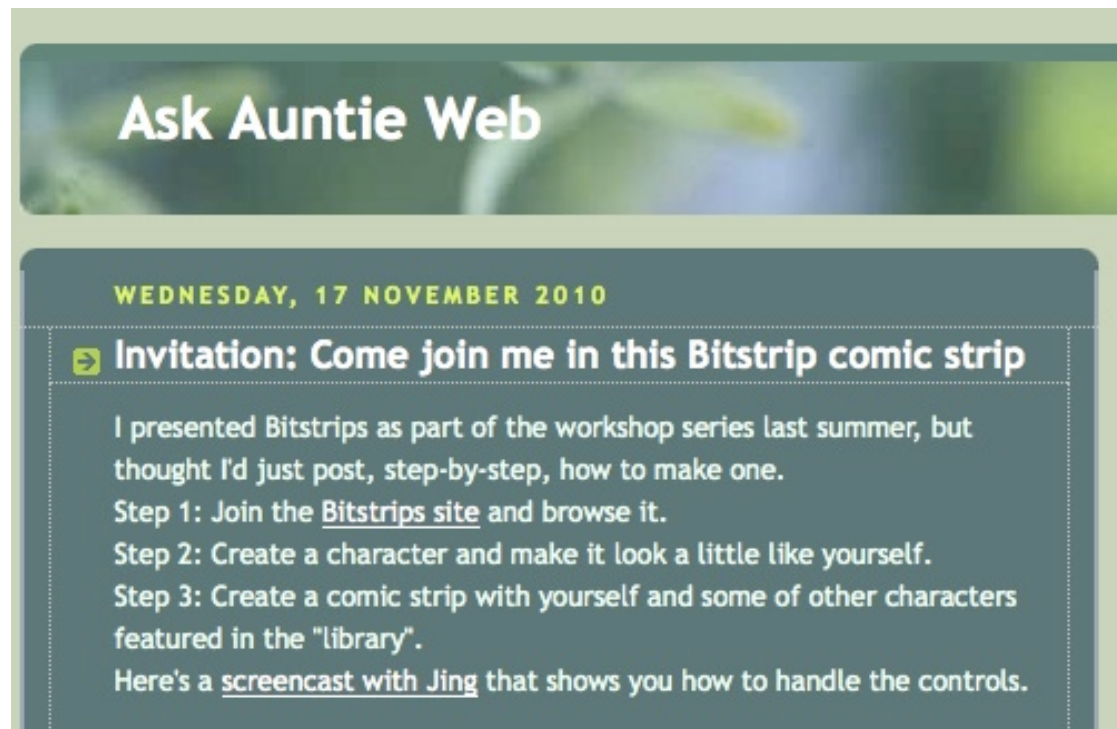 Ask Auntie Web
WEDNESDAY, 17 NOVEMBER 2010
Invitation: Come join me in this Bitstrip comic strip
I presented Bitstrips as part of the workshop series last summer, but
thought I'd just post, step-by-step, how to make one.
Step 1: Join the Bitstrips site and browse it.
Step 2: Create a character and make it look a little like yourself.
Step 3: Create a comic strip with yourself and some of other characters
featured in the "library".
Here's a screencast with Jing that shows you how to handle the controls.